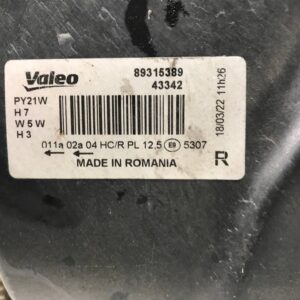 Valeo
89315389
43342
PY21W
H 7
W 5 W
H 3
18/03/22 11h26
011a 02a 04 HC/R PL 12,5 E9 5307
MADE IN ROMANIA
R